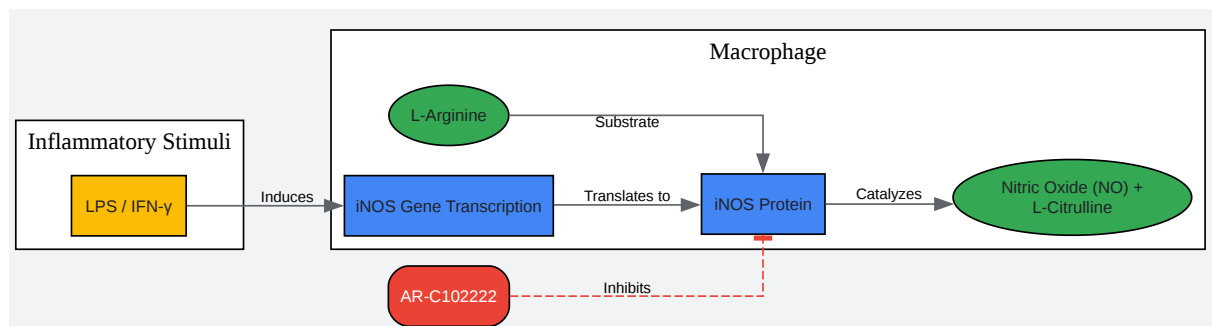 Macrophage
L-Arginine
Substrate
Inflammatory Stimuli
LPS / IFN-γ
Induces
iNOS Gene Transcription
Translates to
iNOS Protein
Catalyzes
Nitric Oxide (NO) +
L-Citrulline
AR-C102222
Inhibits